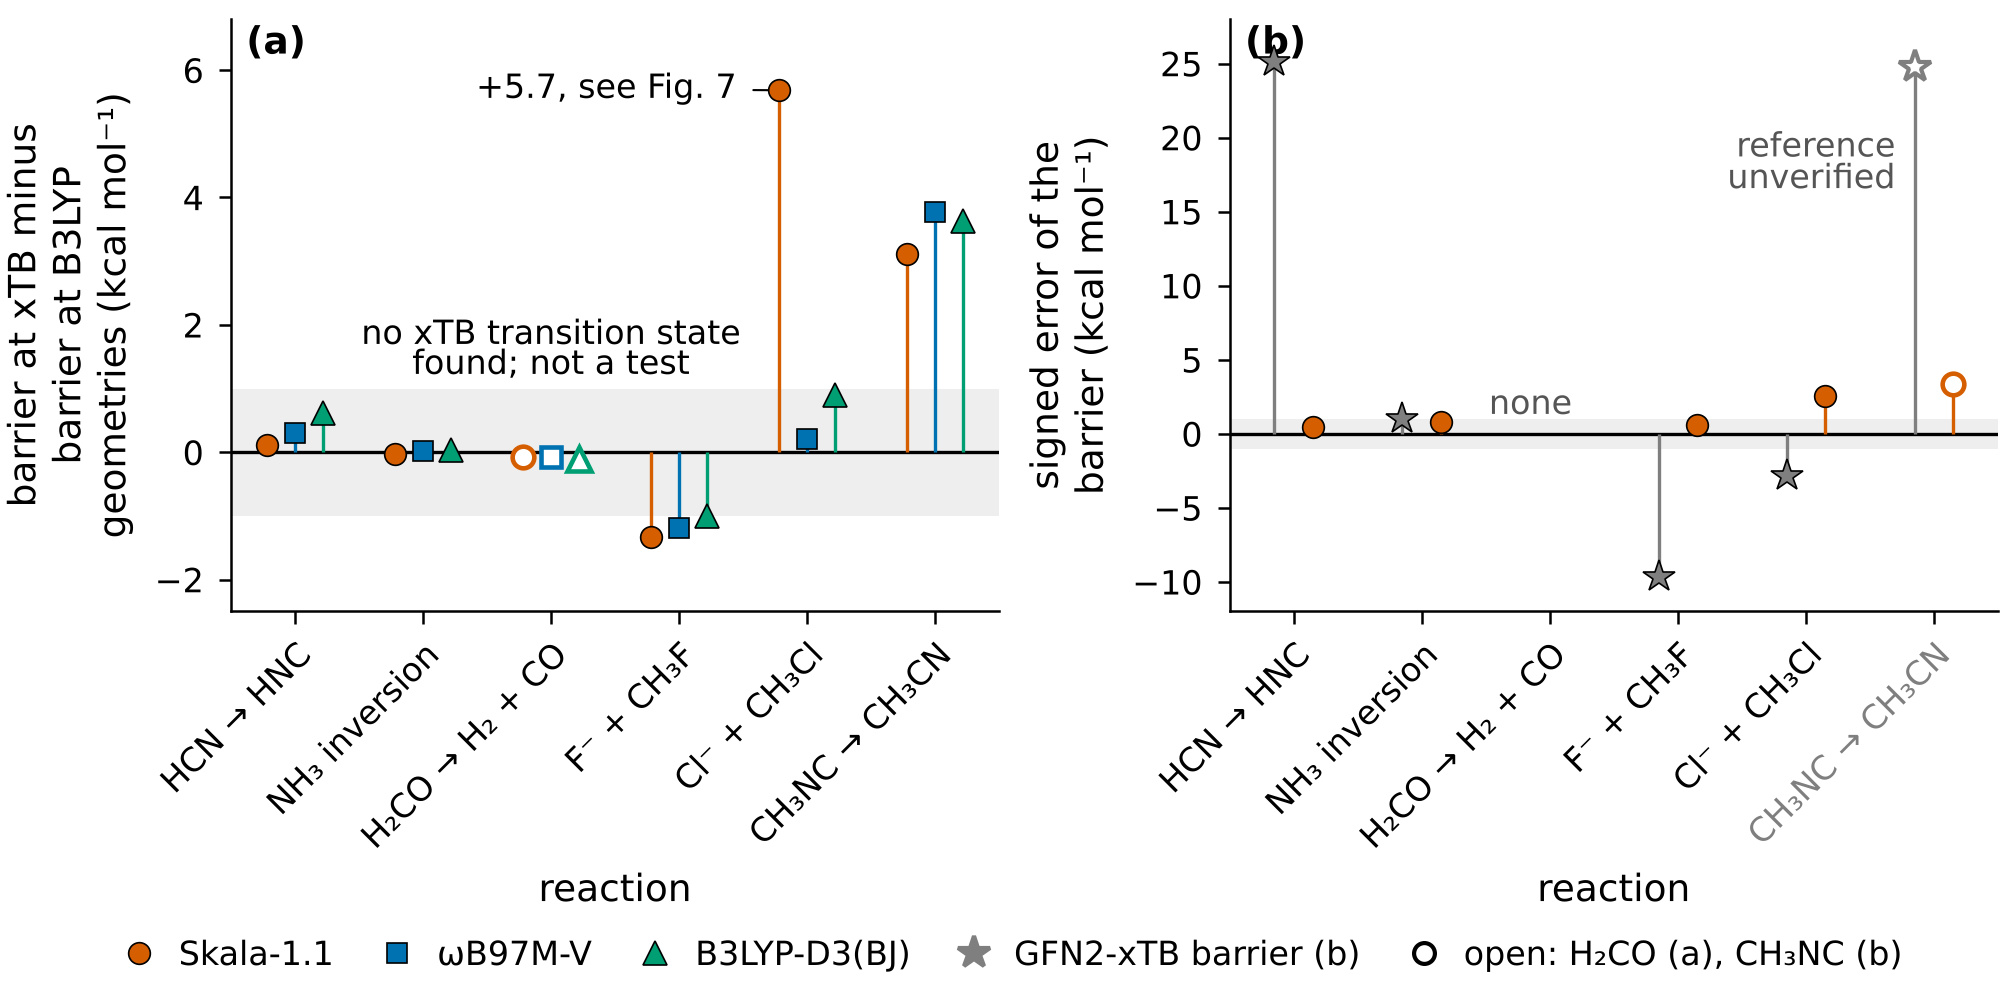 (a)
barrier at xTB minus
barrier at B3LYP
geometries (kcal mol⁻¹)
6
4
2
0
−2
+5.7, see Fig. 7
no xTB transition state
found; not a test
HCN → HNC
NH₃ inversion
H₂CO → H₂ + CO
F⁻ + CH₃F
Cl⁻ + CH₃Cl
CH₃NC → CH₃CN
reaction
(b)
signed error of the
barrier (kcal mol⁻¹)
25
20
15
10
5
0
−5
−10
reference
unverified
none
HCN → HNC
NH₃ inversion
H₂CO → H₂ + CO
F⁻ + CH₃F
Cl⁻ + CH₃Cl
CH₃NC → CH₃CN
reaction
Skala-1.1
ωB97M-V
B3LYP-D3(BJ)
GFN2-xTB barrier (b)
open: H₂CO (a), CH₃NC (b)